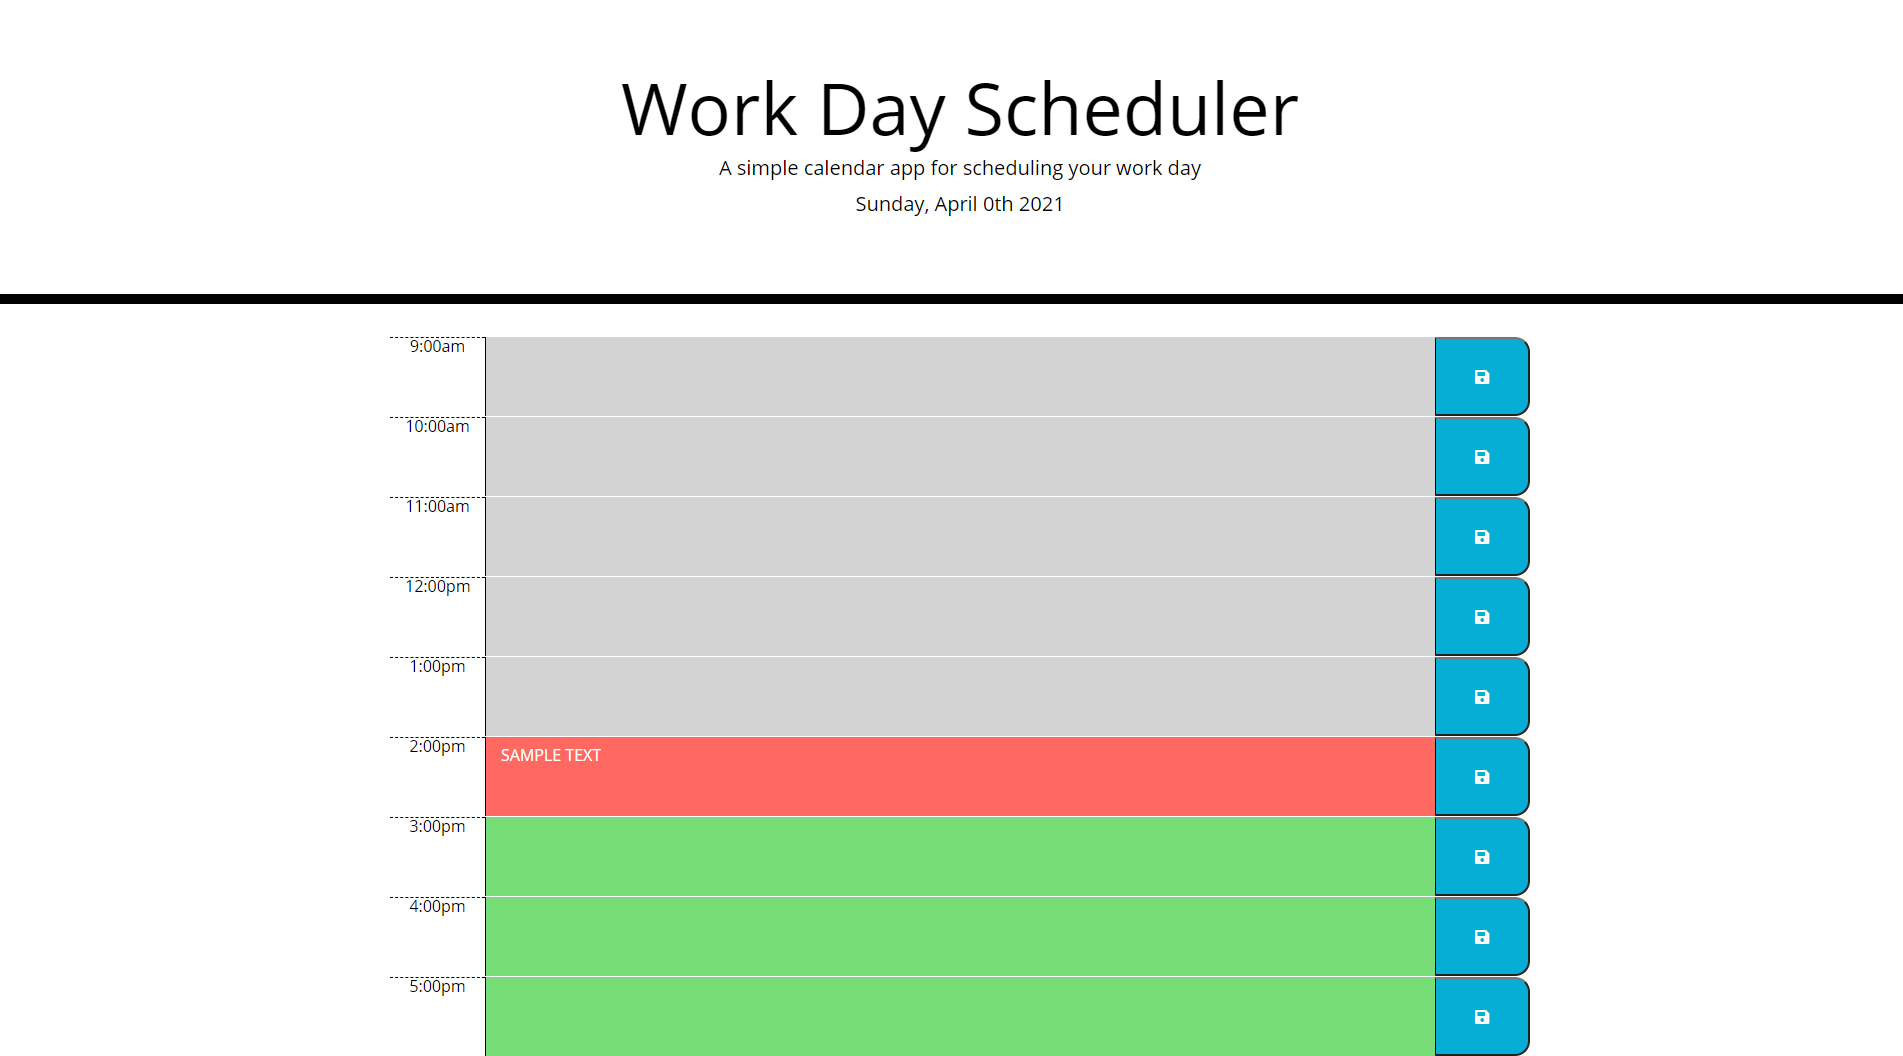 Work Day Scheduler
A simple calendar app for scheduling your work day
Sunday, April 0th 2021
9:00am
10:00am
11:00am
12:00pm
1:00pm
2:00pm SAMPLE TEXT
3:00pm
4:00pm
5:00pm